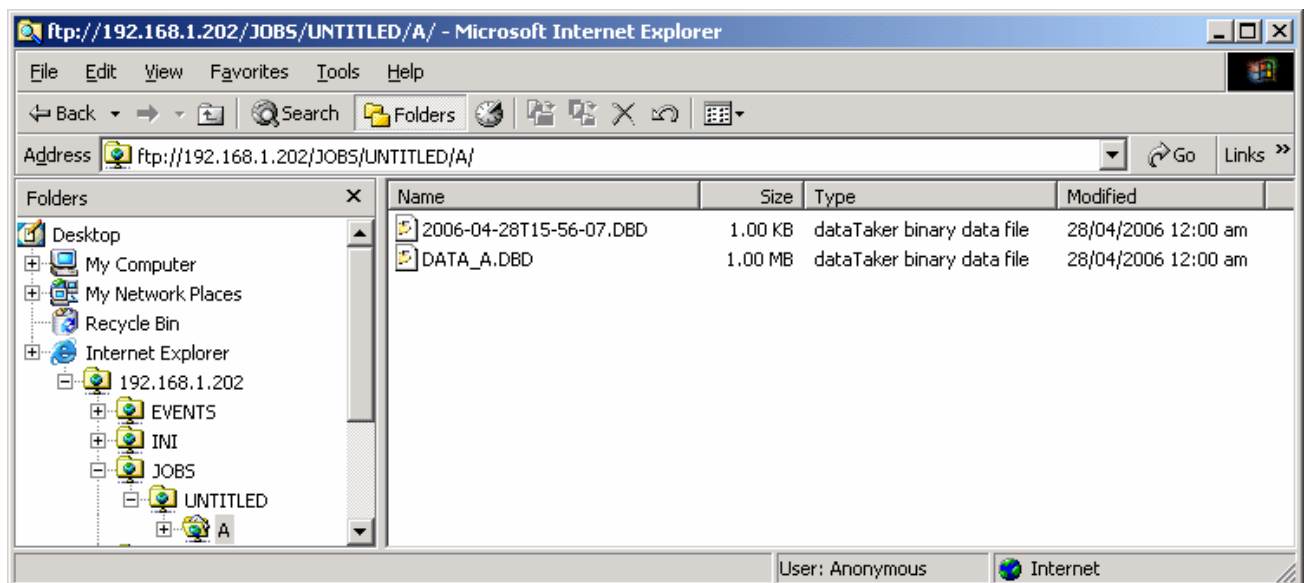 ftp://192.168.1.202/JOBS/UNTITLED/A/ - Microsoft Internet Explorer
File Edit View Favorites Tools Help
Back Search Folders
Address ftp://192.168.1.202/JOBS/UNTITLED/A/ Go Links »
Folders
Name Size Type Modified
2006-04-28T15-56-07.DBD 1.00 KB dataTaker binary data file 28/04/2006 12:00 am
DATA_A.DBD 1.00 MB dataTaker binary data file 28/04/2006 12:00 am
Desktop
My Computer
My Network Places
Recycle Bin
Internet Explorer
192.168.1.202
EVENTS
INI
JOBS
UNTITLED
A
User: Anonymous Internet